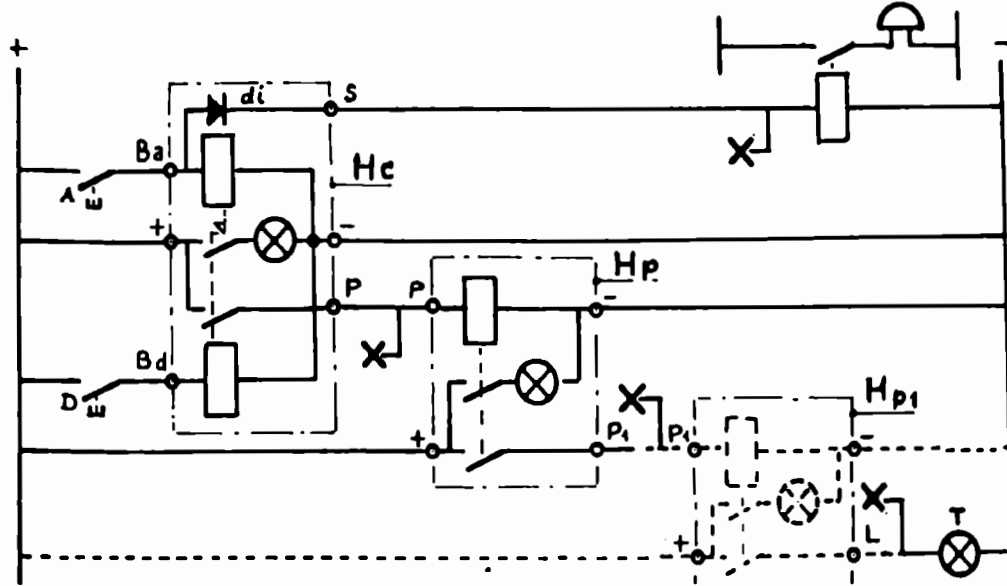 +
-
di
S
Ba
Hc
A
+
-
P
P
Hp
-
Bd
D
+
P1
P1
Hp1
-
+
L
T